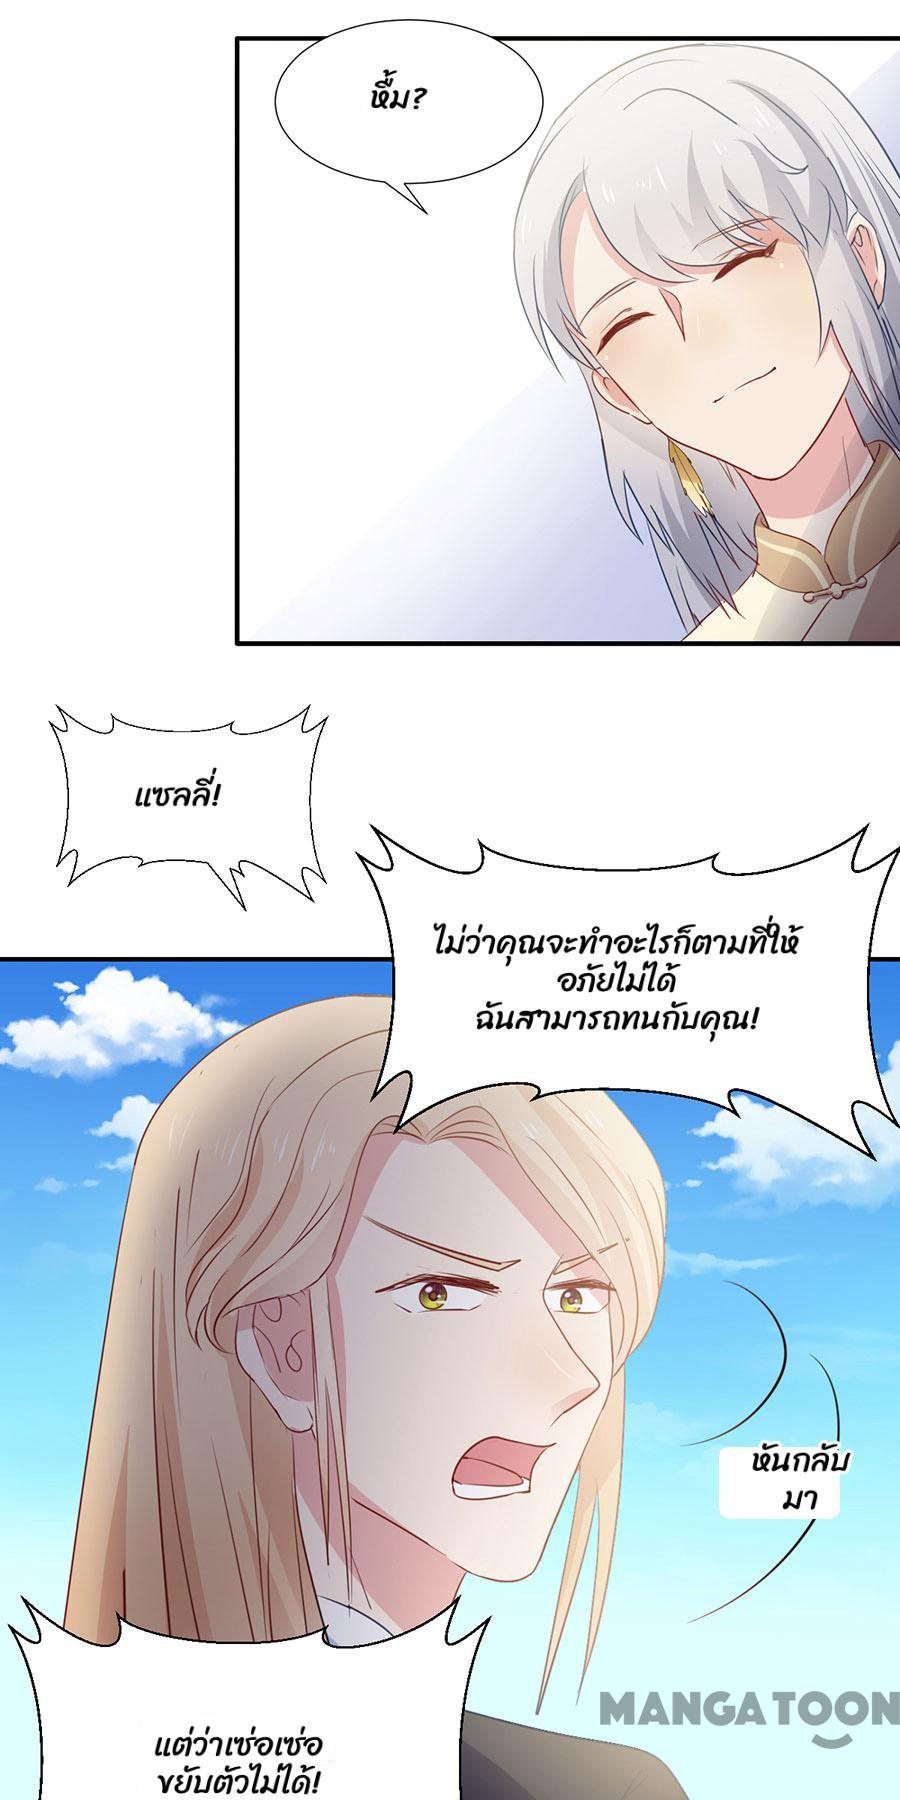 หื้ม?
แซลลี่!
ไม่ว่าคุณจะทำอะไรก็ตามที่ให้
อภัยไม่ได้
ฉันสามารถทนกับคุณ!
หันกลับ
มา
MANGATOON
แต่ว่าเซ่อเซ่อ
ขยับตัวไม่ได้!